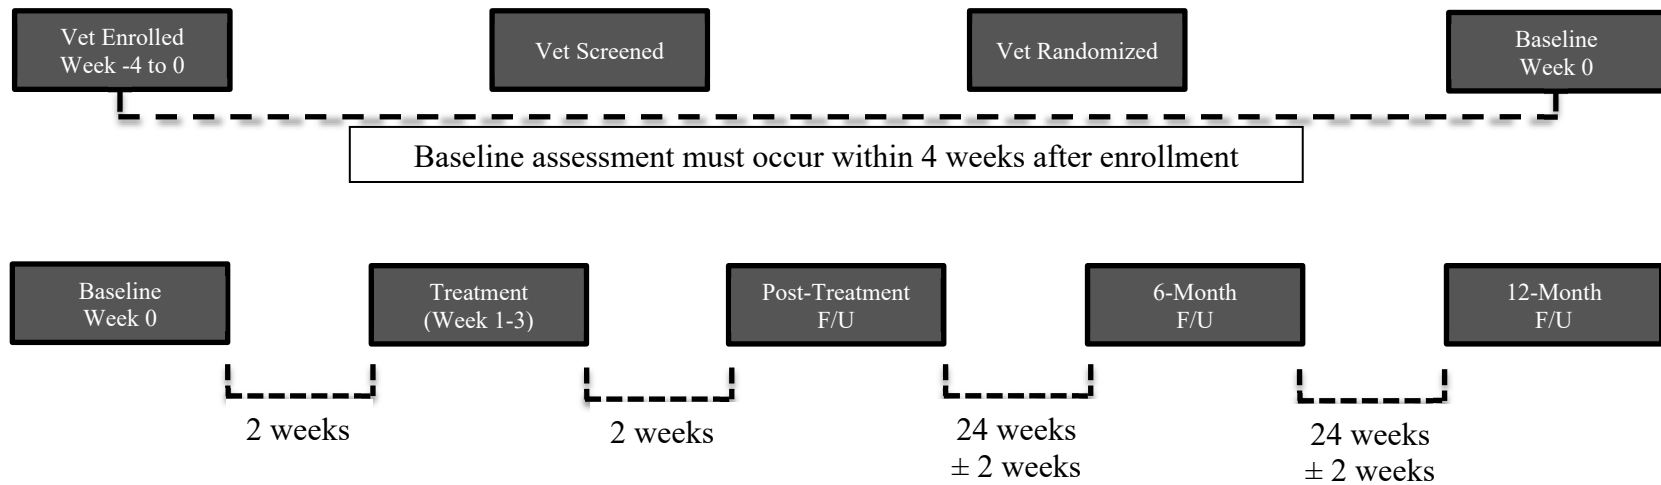 Vet Enrolled
Week -4 to 0
Vet Screened
Vet Randomized
Baseline
Week 0
Baseline assessment must occur within 4 weeks after enrollment
Baseline
Week 0
Treatment
(Week 1-3)
Post-Treatment
F/U
6-Month
F/U
12-Month
F/U
2 weeks
2 weeks
24 weeks
± 2 weeks
24 weeks
± 2 weeks